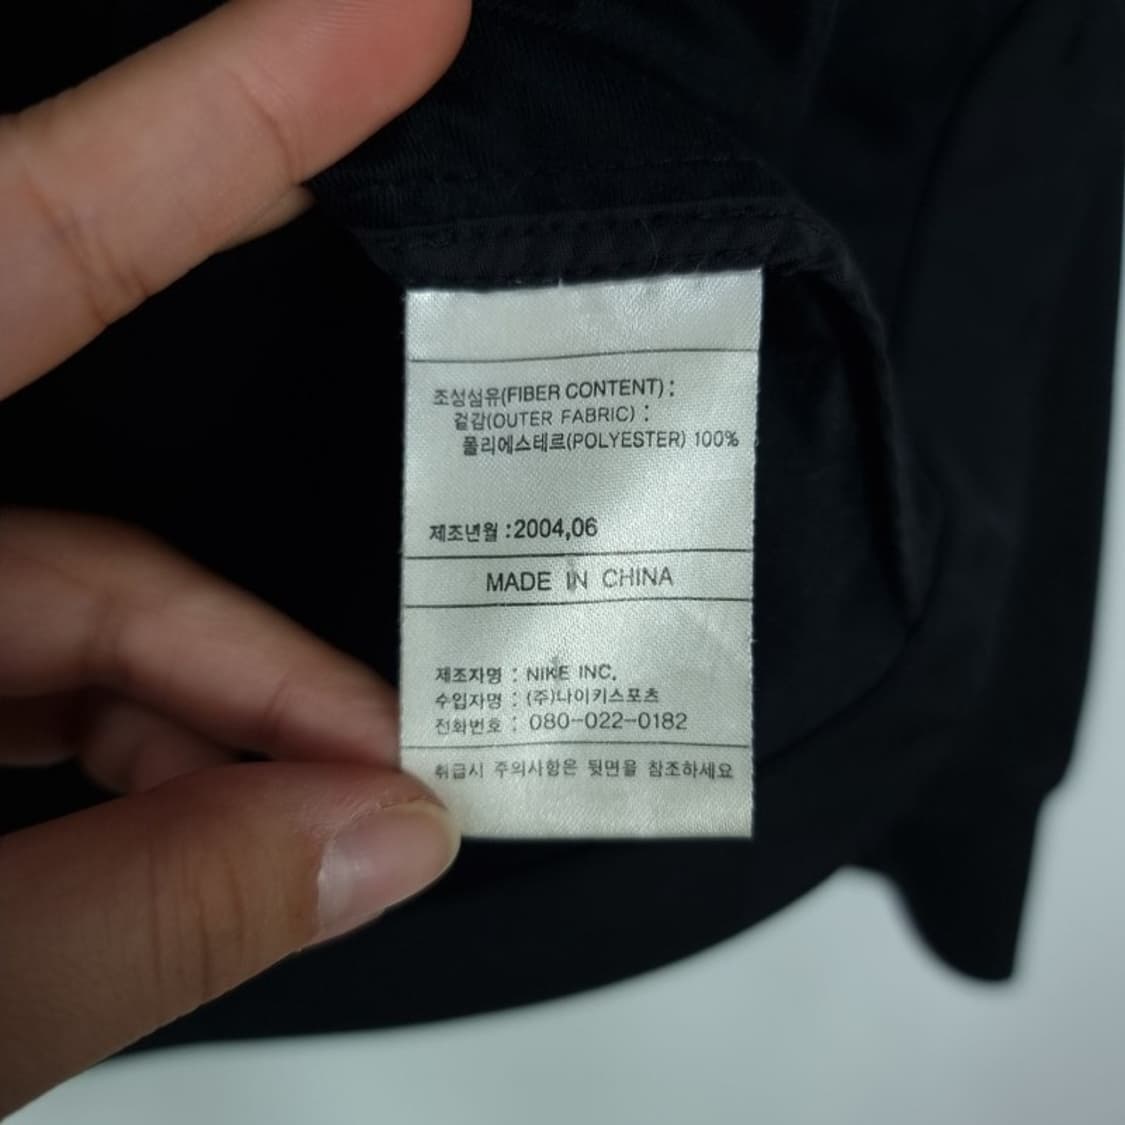 조성섬유(FIBER CONTENT) :
겉감(OUTER FABRIC) :
폴리에스테르(POLYESTER) 100%
제조년월 :2004,06
MADE IN CHINA
제조자명 : NIKE INC.
수입자명 : (주)나이키스포츠
전화번호 : 080-022-0182
취급시 주의사항은 뒷면을 참조하세요